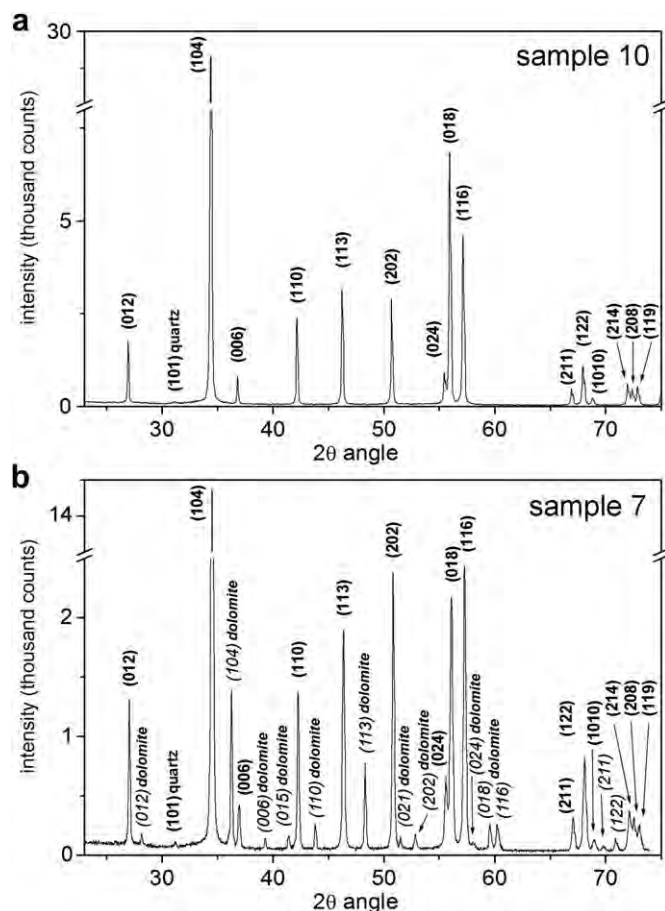 a
sample 10
30
5
0
intensity (thousand counts)
(012)
(101) quartz
(104)
(006)
(110)
(113)
(202)
(024)
(018)
(116)
(211)
(122)
(1010)
(214)
(208)
(119)
30 40 50 60 70
2θ angle
b
sample 7
14
2
1
0
intensity (thousand counts)
(012)
(012) dolomite
(101) quartz
(104)
(104) dolomite
(006)
(006) dolomite
(015) dolomite
(110)
(110) dolomite
(113)
(113) dolomite
(202)
(021) dolomite
(202) dolomite
(024)
(018)
(116)
(024) dolomite
(018) dolomite
(116)
(211)
(122)
(1010)
(211)
(122)
(214)
(208)
(119)
30 40 50 60 70
2θ angle